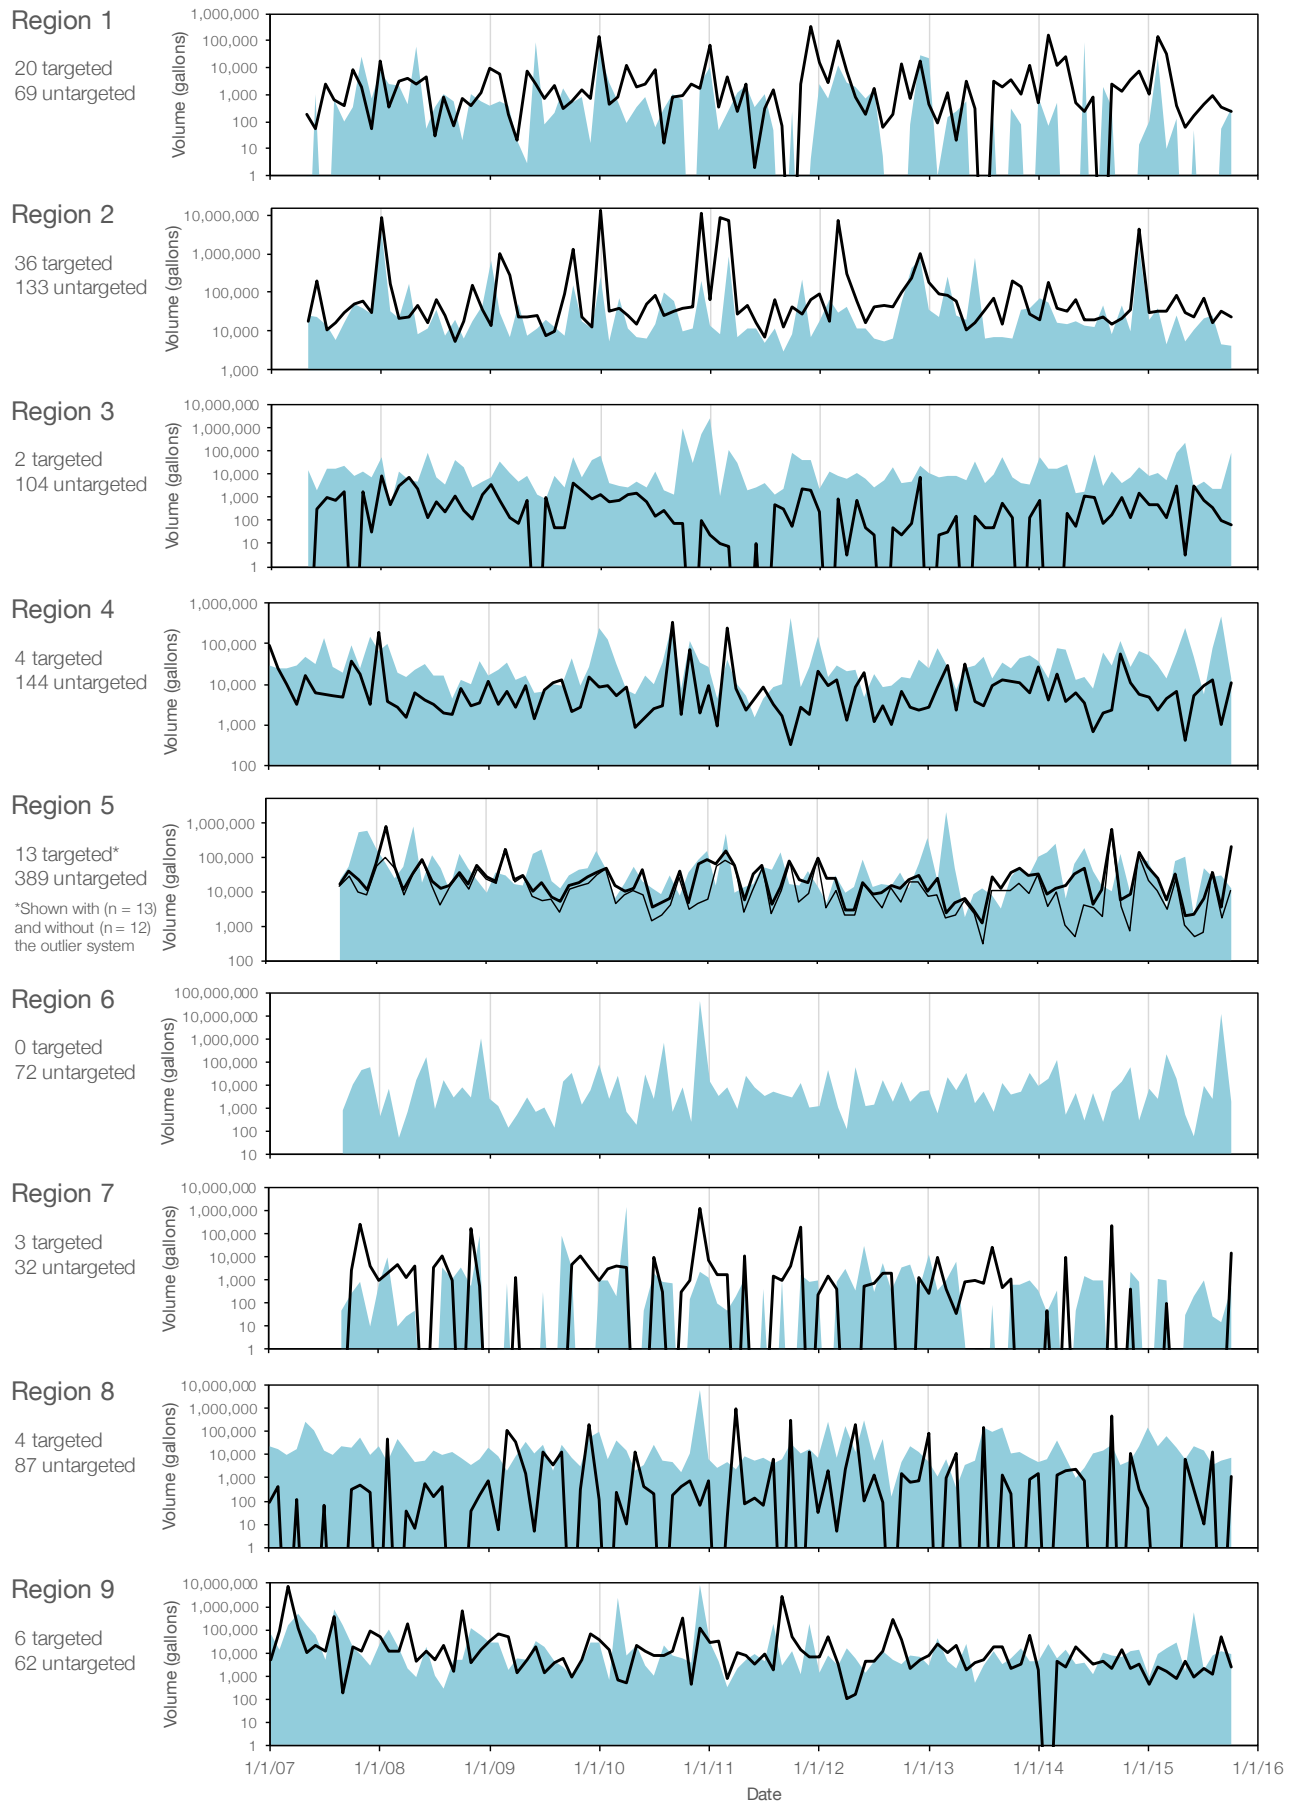 Region 1
20 targeted
69 untargeted
Volume (gallons)
1,000,000
100,000
10,000
1,000
100
10
1
Region 2
36 targeted
133 untargeted
Volume (gallons)
10,000,000
1,000,000
100,000
10,000
1,000
Region 3
2 targeted
104 untargeted
Volume (gallons)
10,000,000
1,000,000
100,000
10,000
1,000
100
10
1
Region 4
4 targeted
144 untargeted
Volume (gallons)
1,000,000
100,000
10,000
1,000
100
Region 5
13 targeted*
389 untargeted
*Shown with (n = 13)
and without (n = 12)
the outlier system
Volume (gallons)
1,000,000
100,000
10,000
1,000
100
Region 6
0 targeted
72 untargeted
Volume (gallons)
100,000,000
10,000,000
1,000,000
100,000
10,000
1,000
100
10
Region 7
3 targeted
32 untargeted
Volume (gallons)
10,000,000
1,000,000
100,000
10,000
1,000
100
10
1
Region 8
4 targeted
87 untargeted
Volume (gallons)
10,000,000
1,000,000
100,000
10,000
1,000
100
10
1
Region 9
6 targeted
62 untargeted
Volume (gallons)
10,000,000
1,000,000
100,000
10,000
1,000
100
10
1
1/1/07 1/1/08 1/1/09 1/1/10 1/1/11 1/1/12 1/1/13 1/1/14 1/1/15 1/1/16
Date